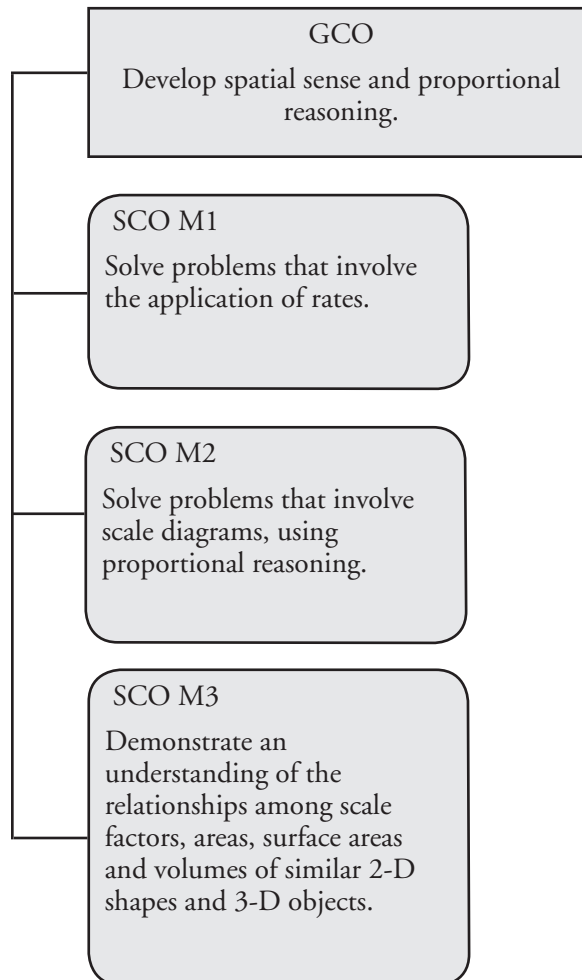 GCO
Develop spatial sense and proportional
reasoning.
SCO M1
Solve problems that involve
the application of rates.
SCO M2
Solve problems that involve
scale diagrams, using
proportional reasoning.
SCO M3
Demonstrate an
understanding of the
relationships among scale
factors, areas, surface areas
and volumes of similar 2-D
shapes and 3-D objects.